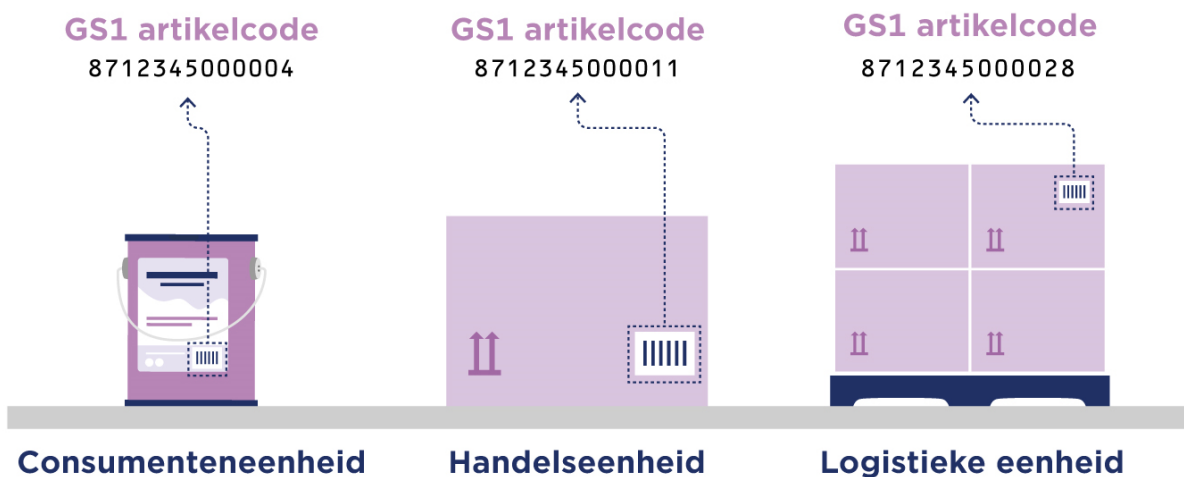 GS1 artikelcode
8712345000004
GS1 artikelcode
8712345000011
GS1 artikelcode
8712345000028
Consumenteneenheid
Handelseenheid
Logistieke eenheid